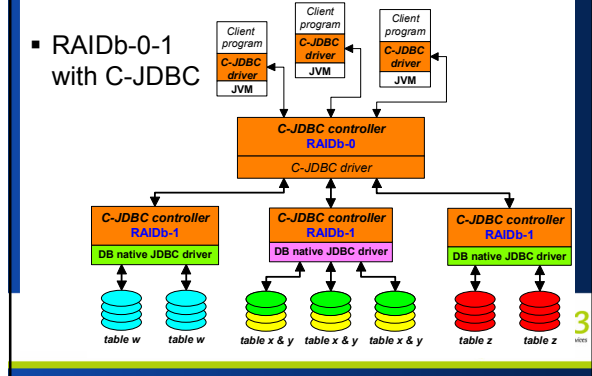 ▪ RAIDb-0-1
with C-JDBC
Client
program
C-JDBC
driver
JVM
Client
program
C-JDBC
driver
JVM
Client
program
C-JDBC
driver
JVM
C-JDBC controller
RAIDb-0
C-JDBC driver
C-JDBC controller
RAIDb-1
DB native JDBC driver
C-JDBC controller
RAIDb-1
DB native JDBC driver
C-JDBC controller
RAIDb-1
DB native JDBC driver
table w
table w
table x & y
table x & y
table x & y
table z
table z
3